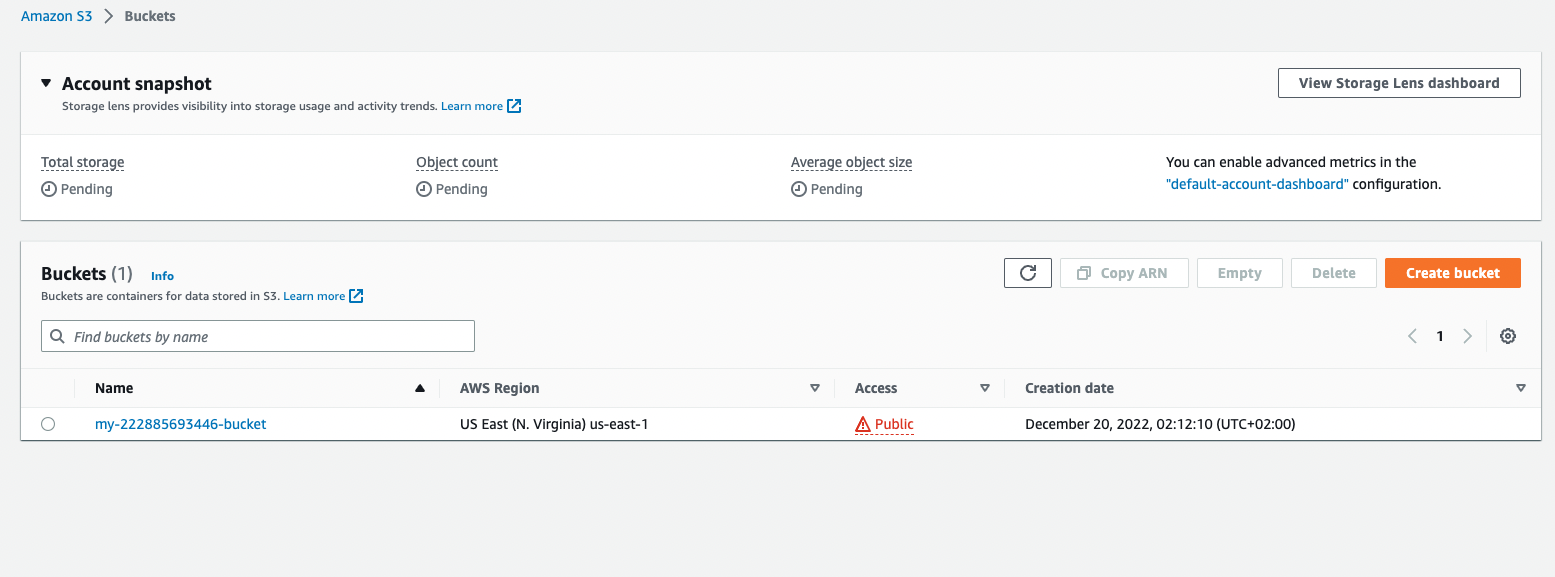 Amazon S3 > Buckets
Account snapshot
View Storage Lens dashboard
Storage lens provides visibility into storage usage and activity trends. Learn more
Total storage Object count Average object size You can enable advanced metrics in the
Pending Pending Pending "default-account-dashboard" configuration.
Buckets (1) Info
Copy ARN Empty Delete Create bucket
Buckets are containers for data stored in S3. Learn more
Find buckets by name 1
Name AWS Region Access Creation date
my-222885693446-bucket US East (N. Virginia) us-east-1 Public December 20, 2022, 02:12:10 (UTC+02:00)